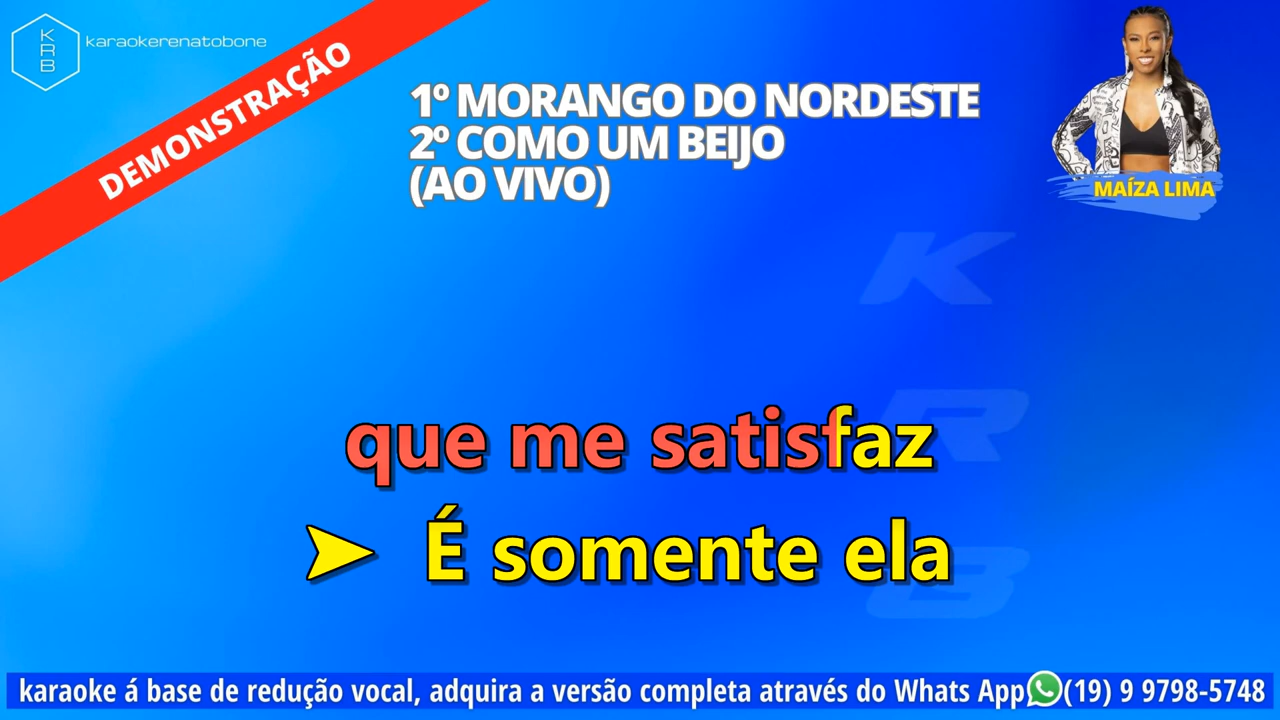 KRB
karaokerenatobone
DEMONSTRAÇÃO
1º MORANGO DO NORDESTE
2º COMO UM BEIJO
(AO VIVO)
MAÍZA LIMA
K
R
B
que me satisfaz
➤ É somente ela
karaoke á base de redução vocal, adquira a versão completa através do Whats App (19) 9 9798-5748